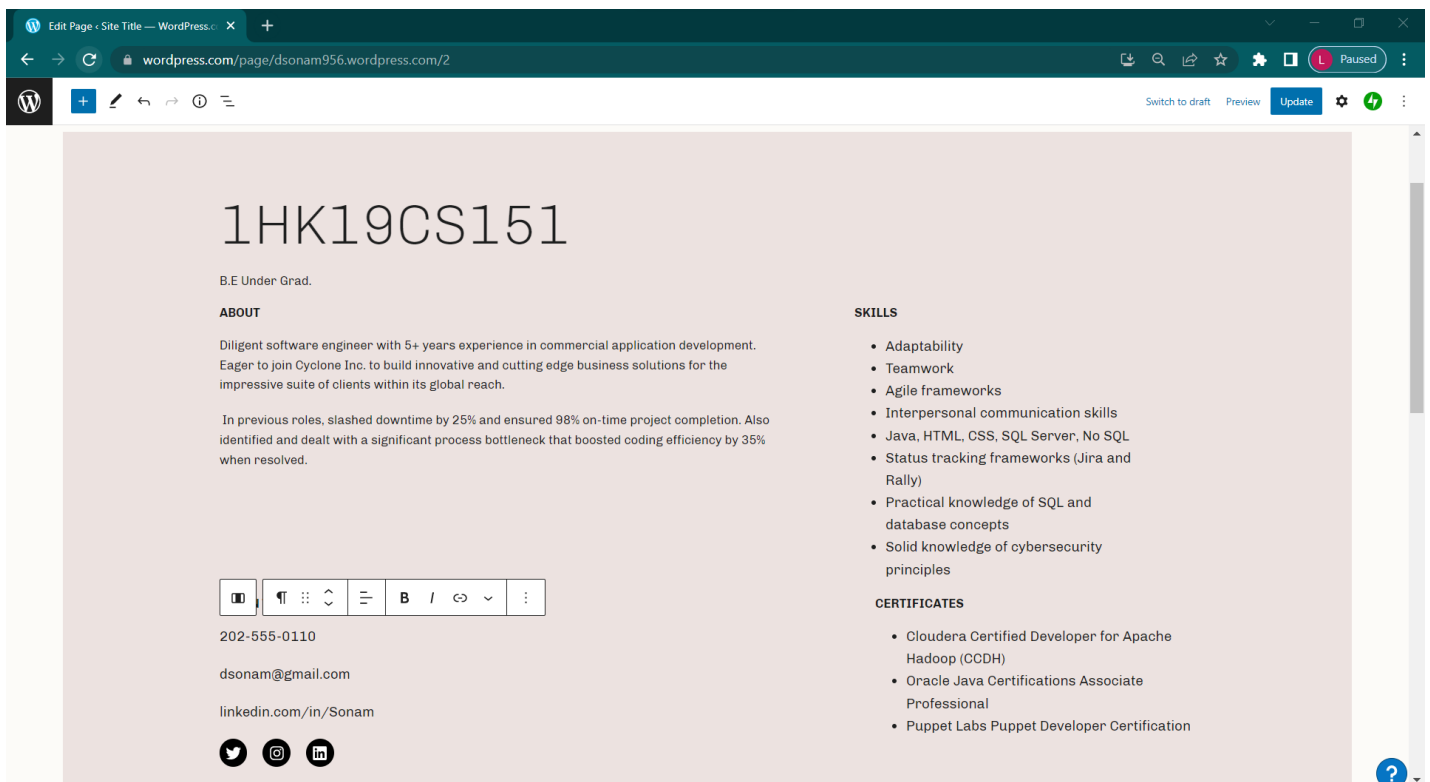 Edit Page ‹ Site Title — WordPress.c
wordpress.com/page/dsonam956.wordpress.com/2
L Paused
Switch to draft Preview Update
1HK19CS151
B.E Under Grad.
ABOUT
Diligent software engineer with 5+ years experience in commercial application development.
Eager to join Cyclone Inc. to build innovative and cutting edge business solutions for the
impressive suite of clients within its global reach.
In previous roles, slashed downtime by 25% and ensured 98% on-time project completion. Also
identified and dealt with a significant process bottleneck that boosted coding efficiency by 35%
when resolved.
B I
202-555-0110
dsonam@gmail.com
linkedin.com/in/Sonam
SKILLS
• Adaptability
• Teamwork
• Agile frameworks
• Interpersonal communication skills
• Java, HTML, CSS, SQL Server, No SQL
• Status tracking frameworks (Jira and
Rally)
• Practical knowledge of SQL and
database concepts
• Solid knowledge of cybersecurity
principles
CERTIFICATES
• Cloudera Certified Developer for Apache
Hadoop (CCDH)
• Oracle Java Certifications Associate
Professional
• Puppet Labs Puppet Developer Certification
?